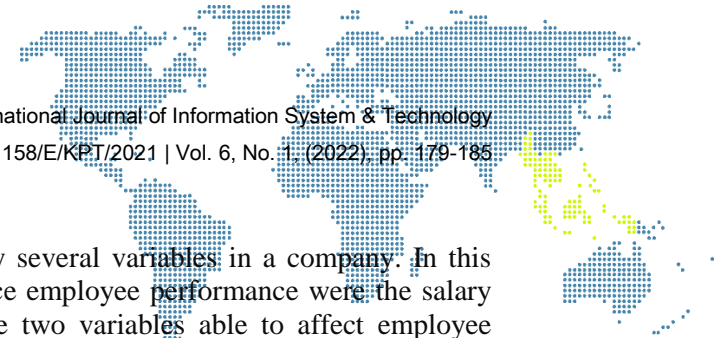 national Journal of Information System & Technology
158/E/KPT/2021 | Vol. 6, No. 1, (2022), pp. 179-185
several variables in a company. In this
employee performance were the salary
two variables able to affect employee